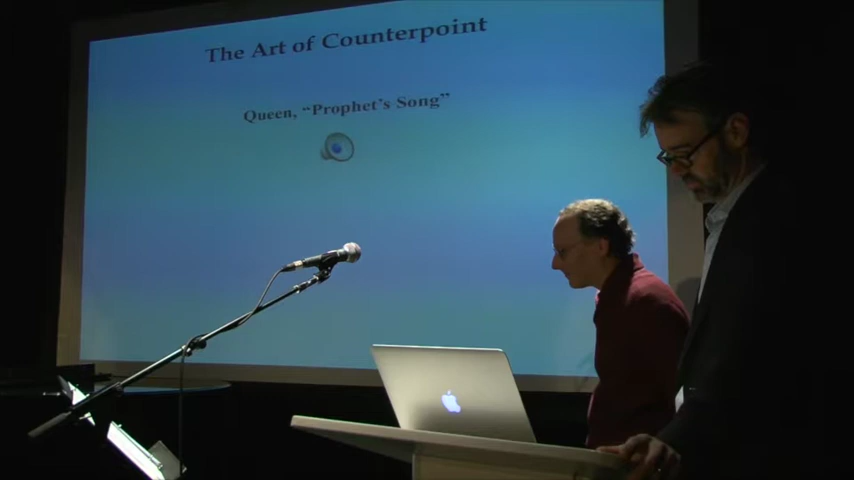 The Art of Counterpoint
Queen, “Prophet’s Song”